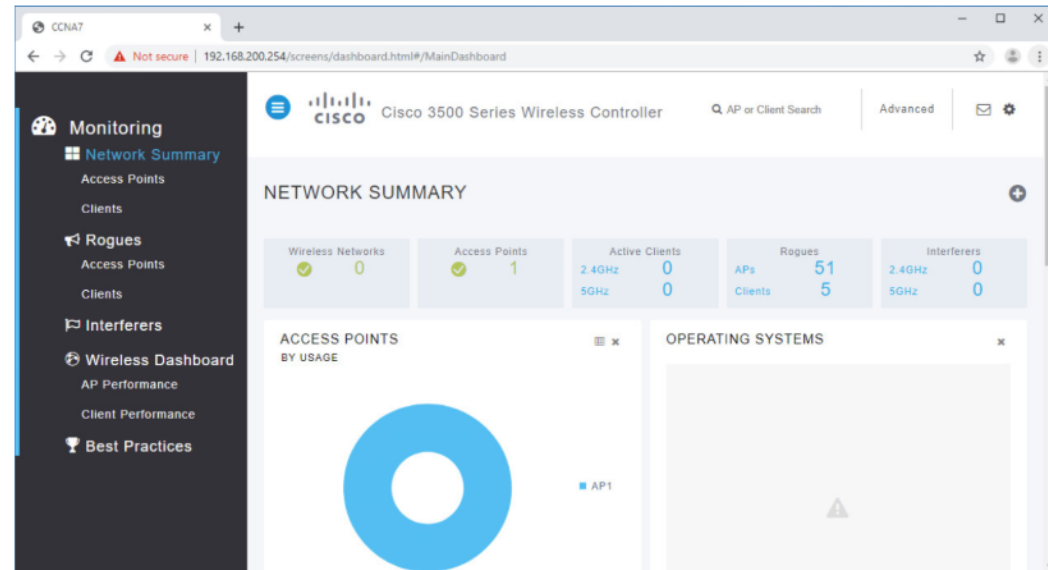 CCNA7
Not secure | 192.168.200.254/screens/dashboard.html#/MainDashboard
Monitoring
Network Summary
Access Points
Clients
Rogues
Access Points
Clients
Interferers
Wireless Dashboard
AP Performance
Client Performance
Best Practices
CISCO Cisco 3500 Series Wireless Controller
AP or Client Search
Advanced
NETWORK SUMMARY
Wireless Networks
0
Access Points
1
Active Clients
2.4GHz 0
5GHz 0
Rogues
APs 51
Clients 5
Interferers
2.4GHz 0
5GHz 0
ACCESS POINTS
BY USAGE
AP1
OPERATING SYSTEMS